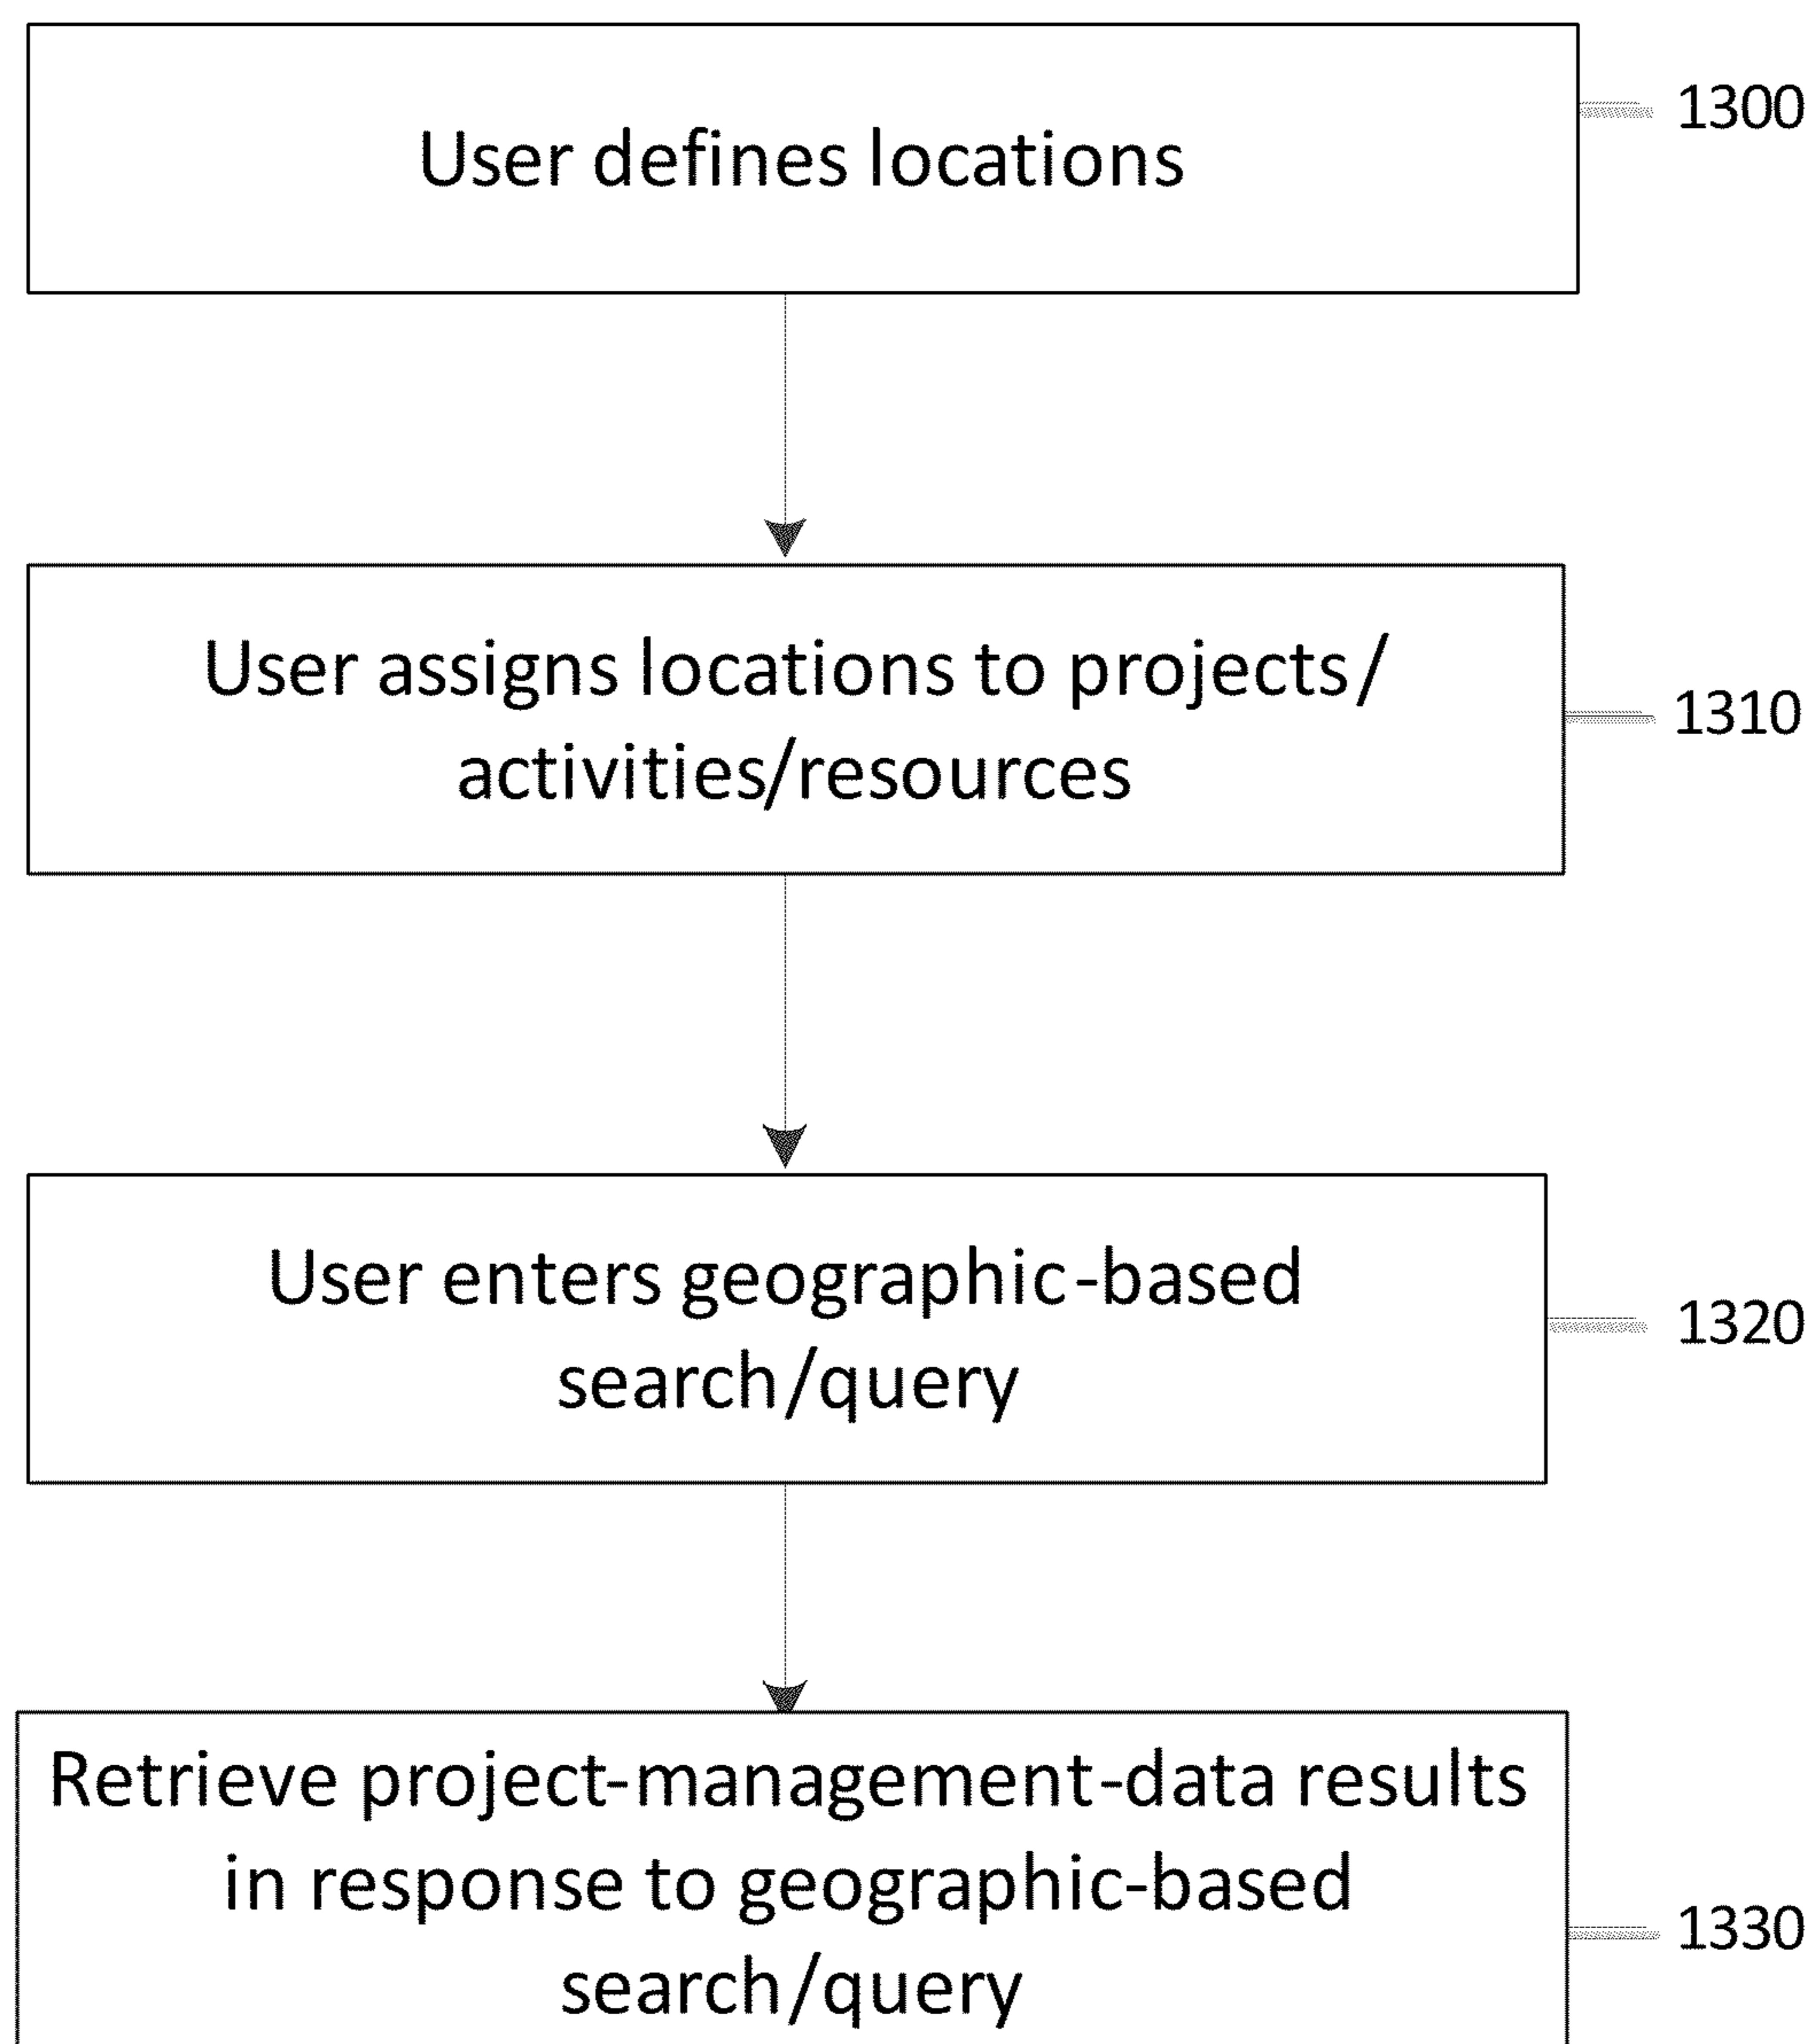 User defines locations
1300
User assigns locations to projects/
activities/resources
1310
User enters geographic-based
search/query
1320
Retrieve project-management-data results
in response to geographic-based
search/query
1330